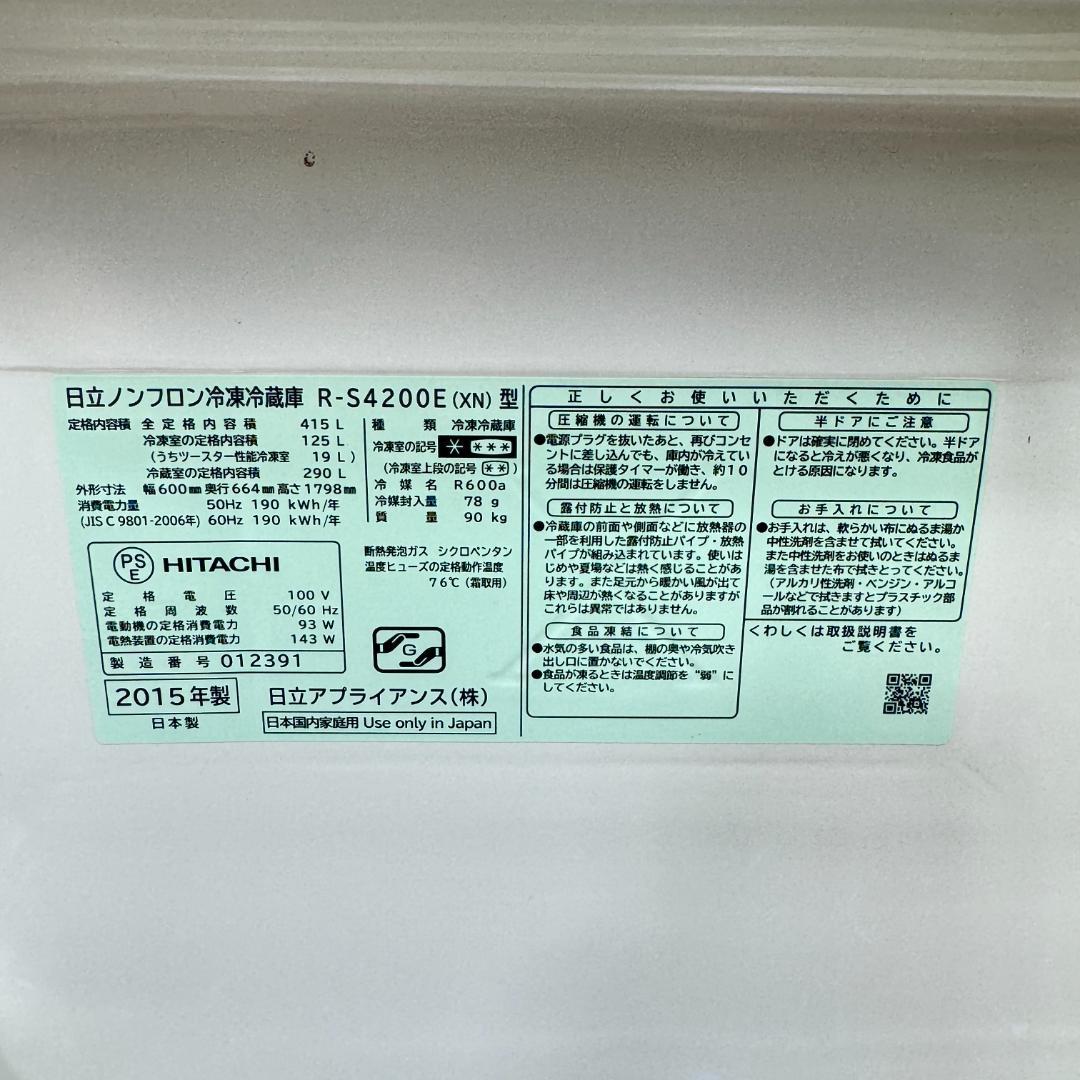 日立ノンフロン冷凍冷蔵庫 R-S4200E(XN)型
定格内容積 全定格内容積 415 L
冷凍室の定格内容積 125 L
(うちツースター性能冷凍室 19 L)
冷蔵室の定格内容積 290 L
外形寸法 幅600㎜奥行664㎜高さ1798㎜
消費電力量 50Hz 190 kWh/年
(JIS C 9801-2006年) 60Hz 190 kWh/年
種類 冷凍冷蔵庫
冷凍室の記号 * ***
(冷凍室上段の記号 **)
冷媒名 R600a
冷媒封入量 78 g
質量 90 kg
断熱発泡ガス シクロペンタン
温度ヒューズの定格動作温度
76℃(霜取用)
PS
E
HITACHI
定格電圧 100 V
定格周波数 50/60 Hz
電動機の定格消費電力 93 W
電熱装置の定格消費電力 143 W
製造番号 012391
G
2015年製
日本製
日立アプライアンス(株)
日本国内家庭用 Use only in Japan
正しくお使いいただくために
圧縮機の運転について
●電源プラグを抜いたあと、再びコンセ
ントに差し込んでも、庫内が冷えてい
る場合は保護タイマーが働き、約10
分間は圧縮機の運転をしません。
露付防止と放熱について
●冷蔵庫の前面や側面などに放熱器の
一部を利用した露付防止パイプ・放熱
パイプが組み込まれています。使いは
じめや夏場などは熱く感じることがあ
ります。また足元から暖かい風が出て
床や周辺が熱くなることがありますが
これらは異常ではありません。
食品凍結について
●水気の多い食品は、棚の奥や冷気吹き
出し口に置かないでください。
●食品が凍るときは温度調節を“弱”に
してください。
半ドアにご注意
●ドアは確実に閉めてください。半ドア
になると冷えが悪くなり、冷凍食品が
とける原因になります。
お手入れについて
●お手入れは、軟らかい布にぬるま湯か
中性洗剤を含ませて拭いてください。
また中性洗剤をお使いのときはぬるま
湯を含ませた布で拭きとってください。
(アルカリ性洗剤・ベンジン・アルコ
ールなどで拭きますとプラスチック部
品が割れることがあります)
くわしくは取扱説明書を
ご覧ください。